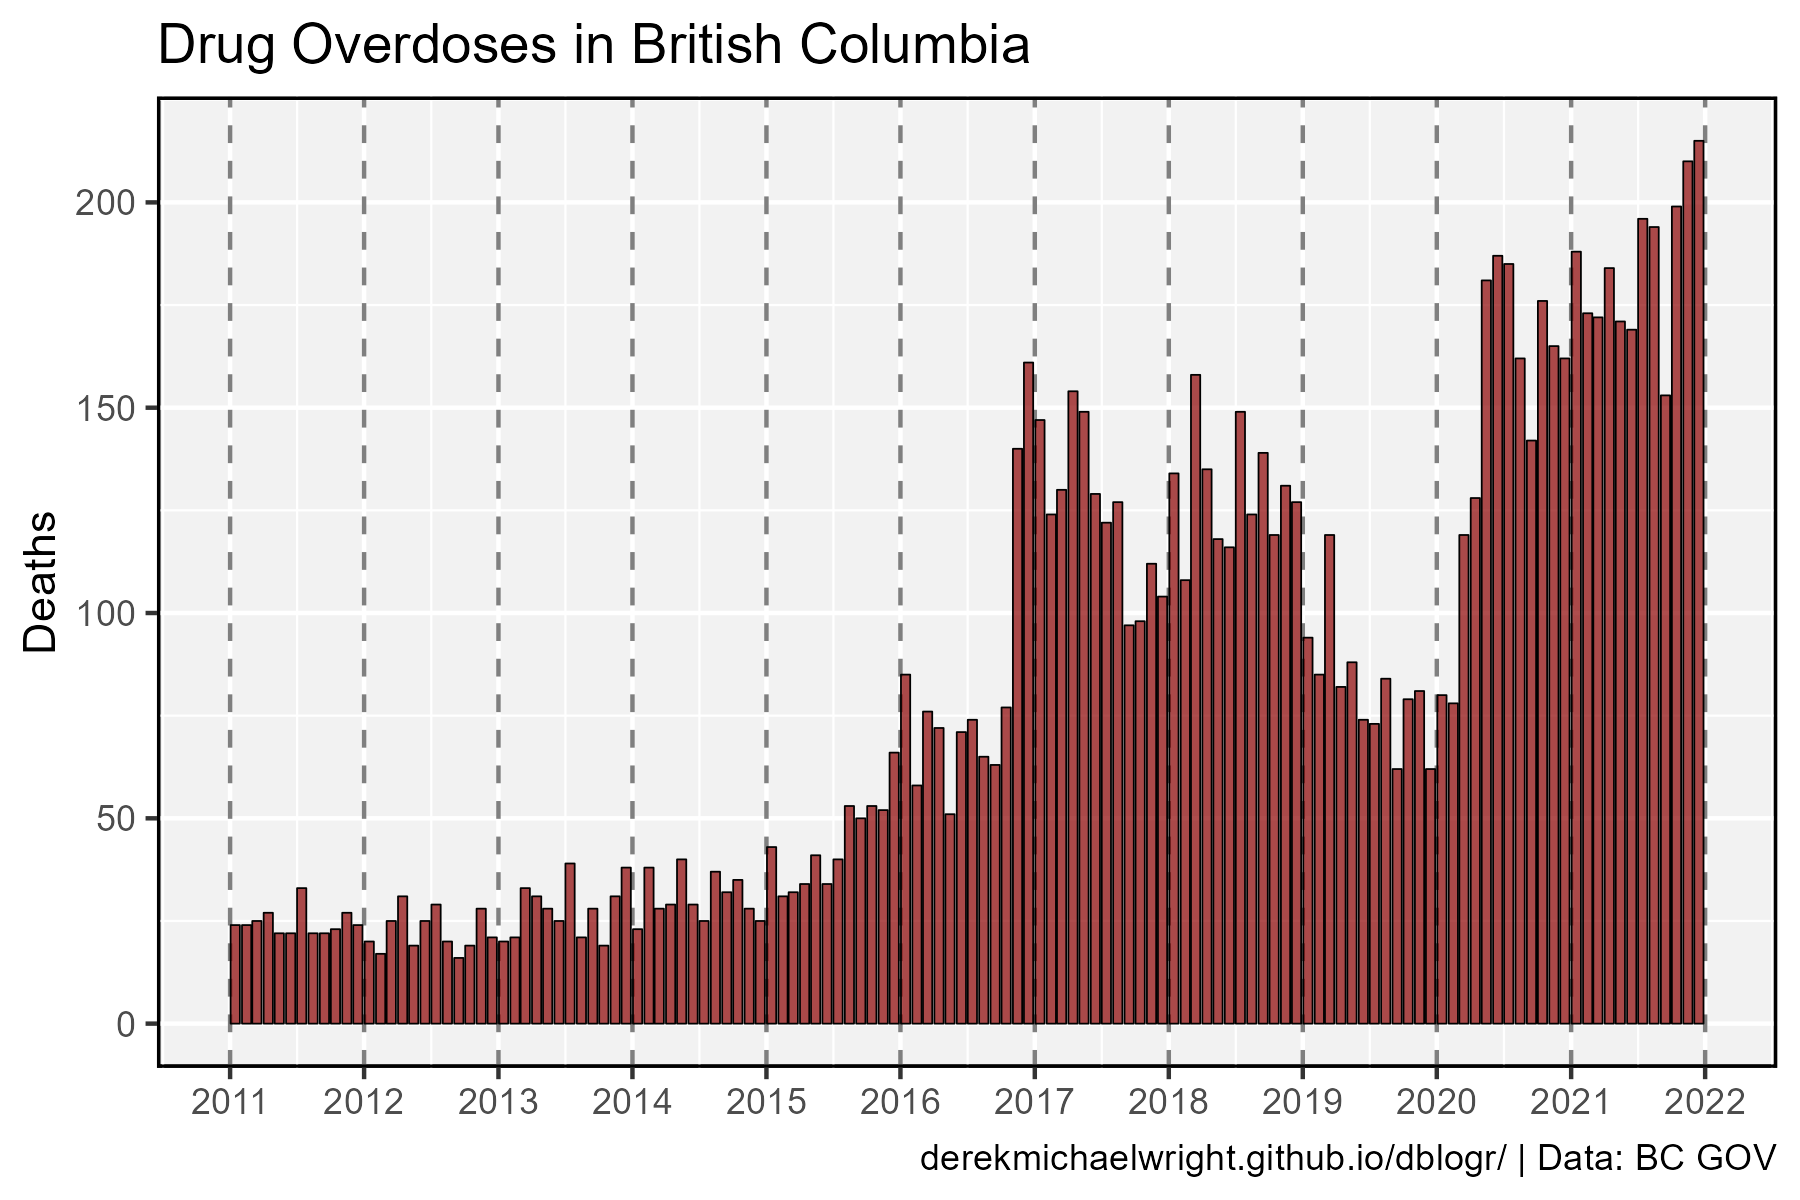 Drug Overdoses in British Columbia
Deaths
200
150
100
50
0
2011 2012 2013 2014 2015 2016 2017 2018 2019 2020 2021 2022
derekmichaelwright.github.io/dblogr/ | Data: BC GOV